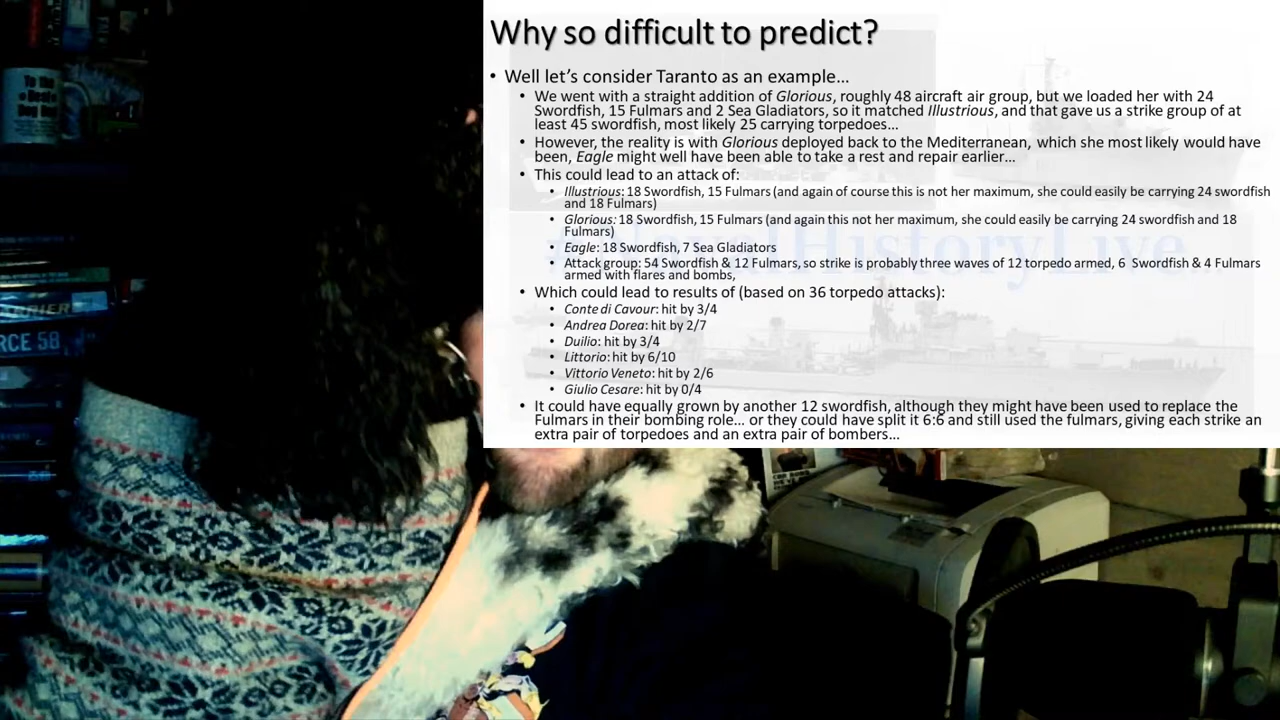 Why so difficult to predict?
• Well let's consider Taranto as an example…
• We went with a straight addition of Glorious, roughly 48 aircraft air group, but we loaded her with 24
Swordfish, 15 Fulmars and 2 Sea Gladiators, so it matched Illustrious, and that gave us a strike group of at
least 45 swordfish, most likely 25 carrying torpedoes…
• However, the reality is with Glorious deployed back to the Mediterranean, which she most likely would have
been, Eagle might well have been able to take a rest and repair earlier…
• This could lead to an attack of:
• Illustrious: 18 Swordfish, 15 Fulmars (and again of course this is not her maximum, she could easily be carrying 24 swordfish
and 18 Fulmars)
• Glorious: 18 Swordfish, 15 Fulmars (and again this not her maximum, she could easily be carrying 24 swordfish and 18
Fulmars)
• Eagle: 18 Swordfish, 7 Sea Gladiators
• Attack group: 54 Swordfish & 12 Fulmars, so strike is probably three waves of 12 torpedo armed, 6 Swordfish & 4 Fulmars
armed with flares and bombs,
• Which could lead to results of (based on 36 torpedo attacks):
• Conte di Cavour: hit by 3/4
• Andrea Dorea: hit by 2/7
• Duilio: hit by 3/4
• Littorio: hit by 6/10
• Vittorio Veneto: hit by 2/6
• Giulio Cesare: hit by 0/4
• It could have equally grown by another 12 swordfish, although they might have been used to replace the
Fulmars in their bombing role… or they could have split it 6:6 and still used the fulmars, giving each strike an
extra pair of torpedoes and an extra pair of bombers…
#NavalHistoryLive
To the
RCE 58